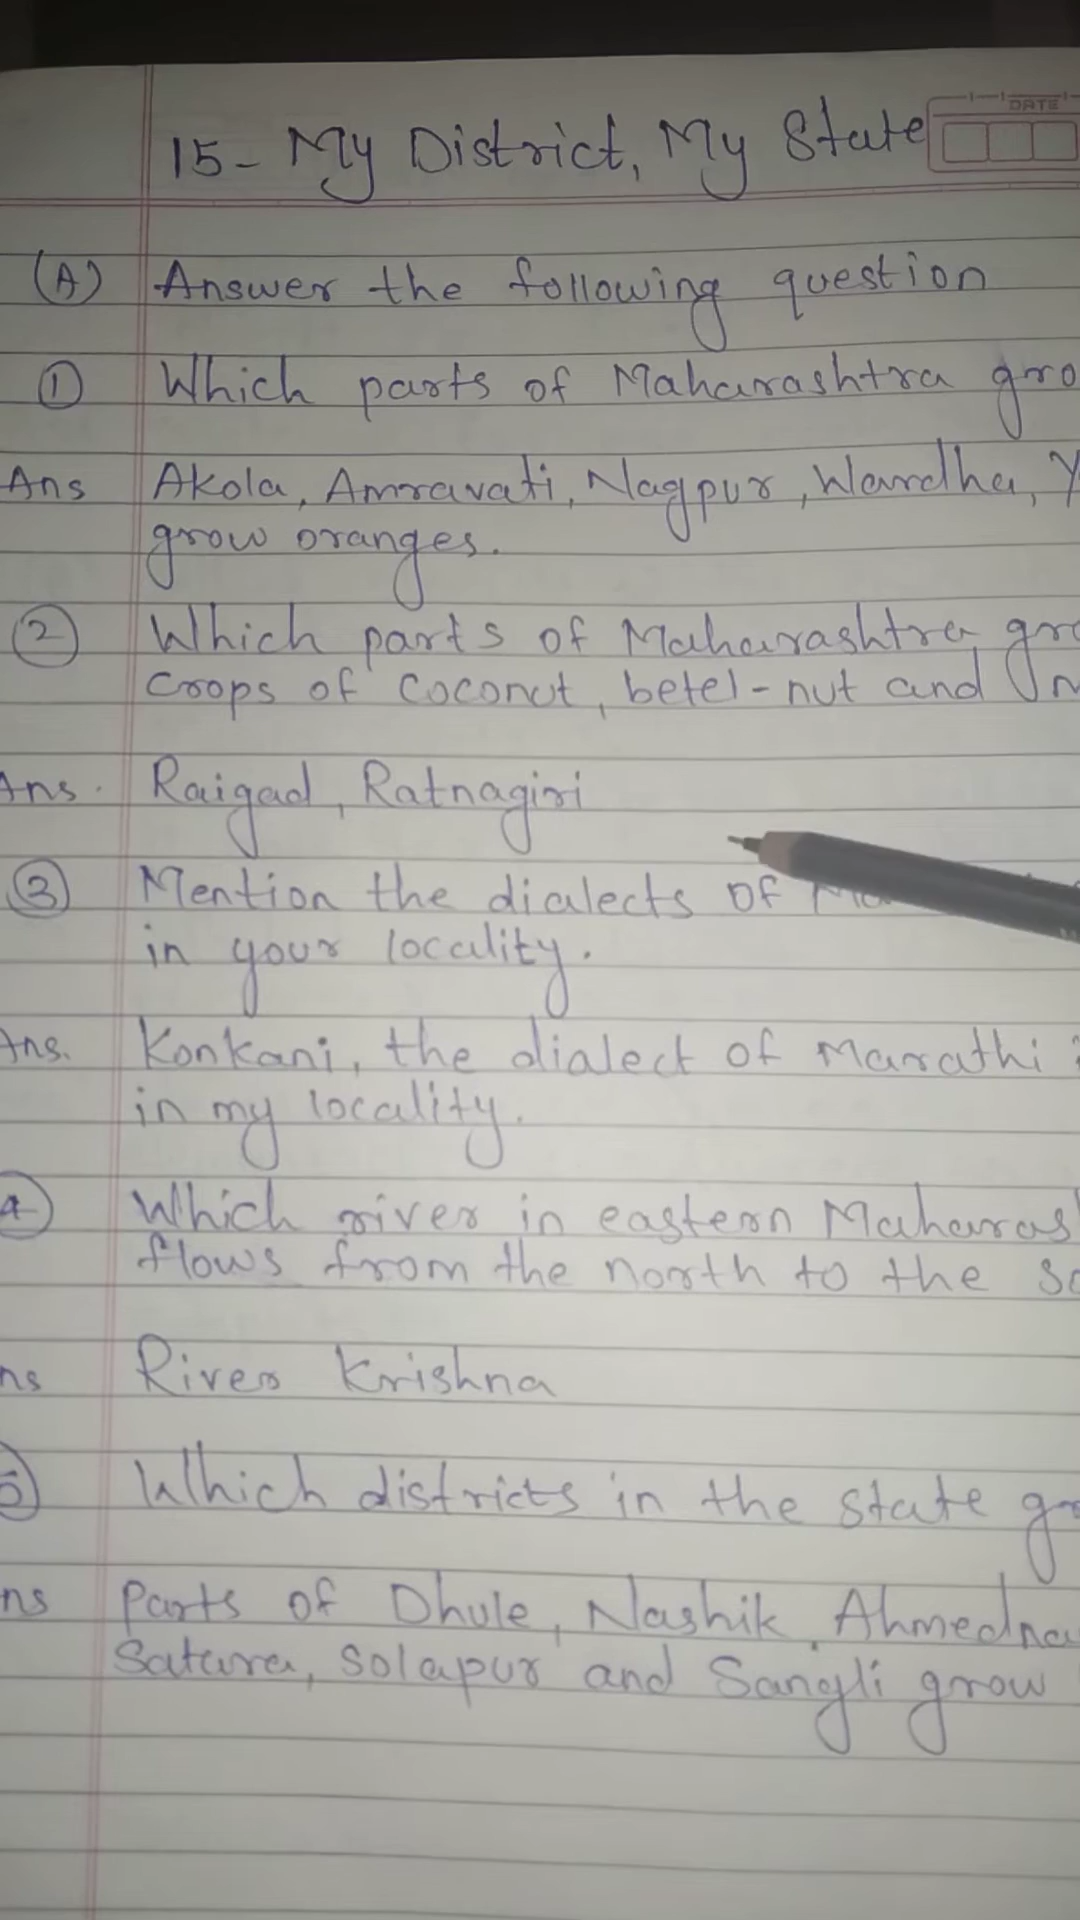 DATE
15- My District, My State
(A) Answer the following question
① Which parts of Maharashtra gro
Ans Akola, Amravati, Nagpur, Wardha, Y
grow oranges.
② Which parts of Maharashtra gro
crops of coconut, betel-nut and
Ans. Raigad, Ratnagiri
③ Mention the dialects of Ma
in your locality.
Ans. Konkani, the dialect of Marathi
in my locality.
④ Which river in eastern Maharas
flows from the north to the so
ns River Krishna
⑤ Which districts in the state gr
ns Parts of Dhule, Nashik, Ahmedna
Satara, Solapur and Sangli grow